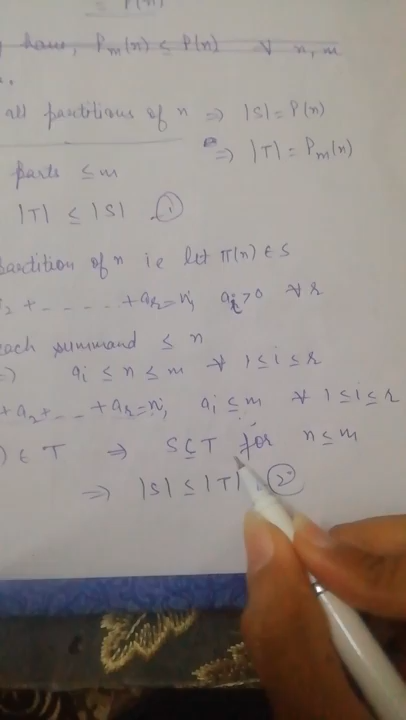 ≤ P(n)
have, Pm(n) ≤ P(n) ∀ n, m
all partitions of n ⇒ |S| = P(n)
⇒ |T| = Pm(n)
parts ≤ m
|T| ≤ |S| ①
partition of n i.e let π(n) ∈ S
a2 + ---- + ar = n, ai > 0 ∀ r
each summand ≤ n
⇒) ai ≤ n ≤ m ∀ 1 ≤ i ≤ r
+ a2 + -- + ar = n, ai ≤ m ∀ 1 ≤ i ≤ r
) ∈ T ⇒ S ⊆ T for n ≤ m
⇒ |S| ≤ |T| ②